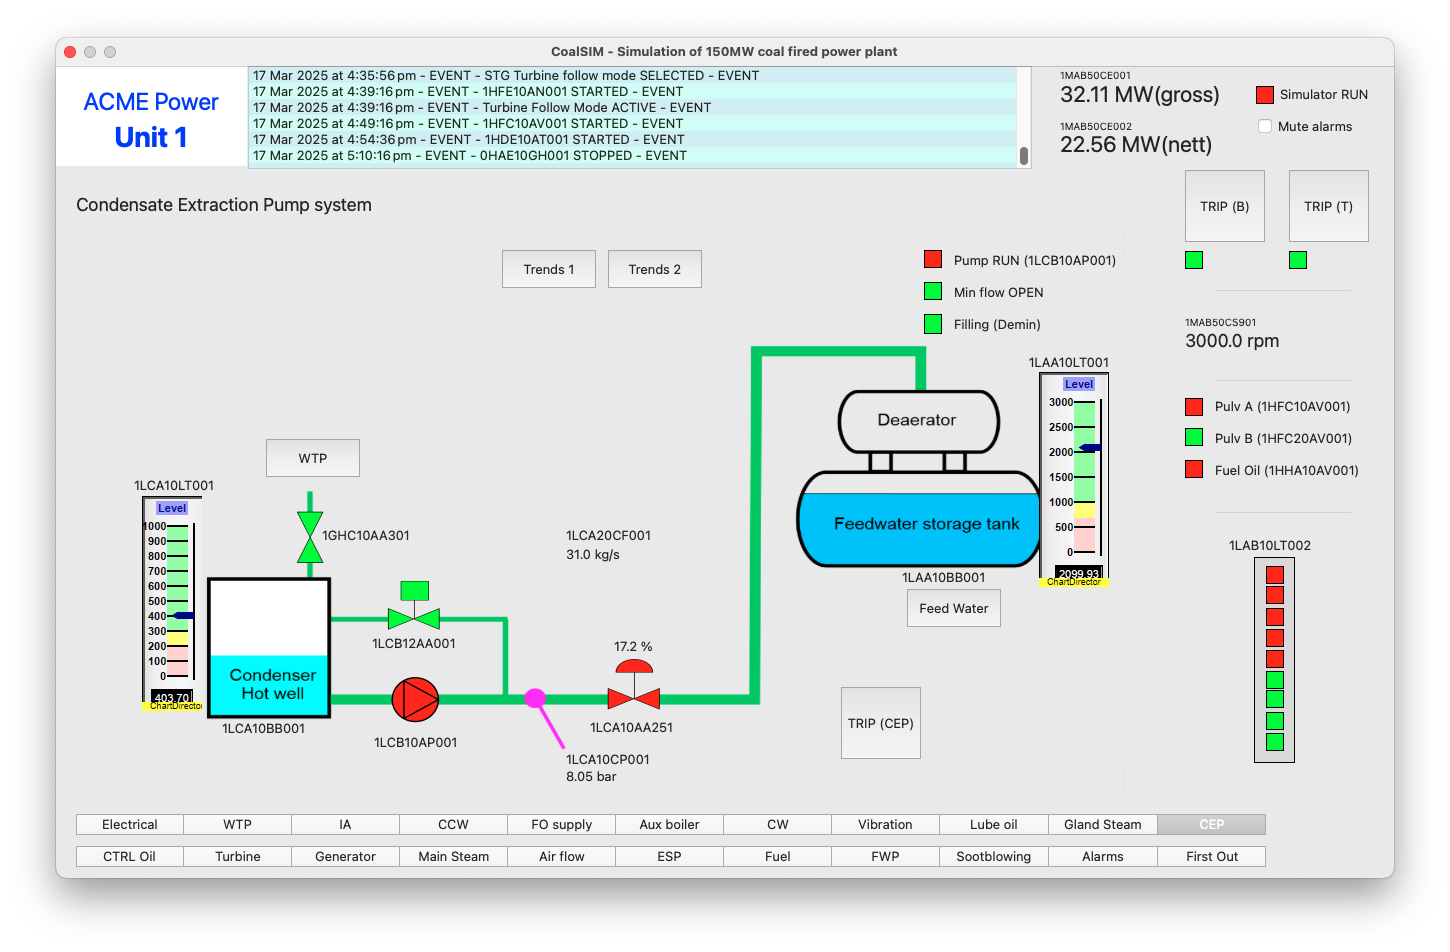 CoalSIM - Simulation of 150MW coal fired power plant
ACME Power
Unit 1
17 Mar 2025 at 4:35:56 pm - EVENT - STG Turbine follow mode SELECTED - EVENT
17 Mar 2025 at 4:39:16 pm - EVENT - 1HFE10AN001 STARTED - EVENT
17 Mar 2025 at 4:39:16 pm - EVENT - Turbine Follow Mode ACTIVE - EVENT
17 Mar 2025 at 4:49:16 pm - EVENT - 1HFC10AV001 STARTED - EVENT
17 Mar 2025 at 4:54:36 pm - EVENT - 1HDE10AT001 STARTED - EVENT
17 Mar 2025 at 5:10:16 pm - EVENT - 0HAE10GH001 STOPPED - EVENT
1MAB50CE001
32.11 MW(gross)
1MAB50CE002
22.56 MW(nett)
Simulator RUN
Mute alarms
Condensate Extraction Pump system
TRIP (B)
TRIP (T)
Trends 1
Trends 2
Pump RUN (1LCB10AP001)
Min flow OPEN
Filling (Demin)
1MAB50CS901
3000.0 rpm
1LAA10LT001
Level
3000
2500
2000
1500
1000
500
0
2099.93
ChartDirector
Deaerator
Feedwater storage tank
1LAA10BB001
Feed Water
Pulv A (1HFC10AV001)
Pulv B (1HFC20AV001)
Fuel Oil (1HHA10AV001)
WTP
1LCA10LT001
Level
1000
900
800
700
600
500
400
300
200
100
0
403.70
ChartDirector
1GHC10AA301
1LCA20CF001
31.0 kg/s
1LAB10LT002
1LCB12AA001
17.2 %
Condenser
Hot well
1LCA10BB001
1LCB10AP001
1LCA10AA251
1LCA10CP001
8.05 bar
TRIP (CEP)
Electrical
WTP
IA
CCW
FO supply
Aux boiler
CW
Vibration
Lube oil
Gland Steam
CEP
CTRL Oil
Turbine
Generator
Main Steam
Air flow
ESP
Fuel
FWP
Sootblowing
Alarms
First Out